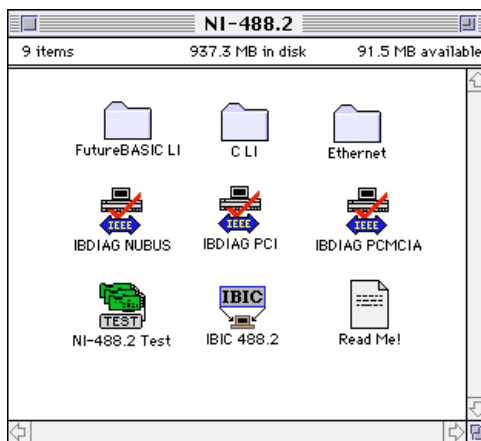 NI-488.2
9 items 937.3 MB in disk 91.5 MB available
FutureBASIC LI C LI Ethernet
IEEE IEEE IEEE
IBDIAG NUBUS IBDIAG PCI IBDIAG PCMCIA
TEST IBIC
NI-488.2 Test IBIC 488.2 Read Me!